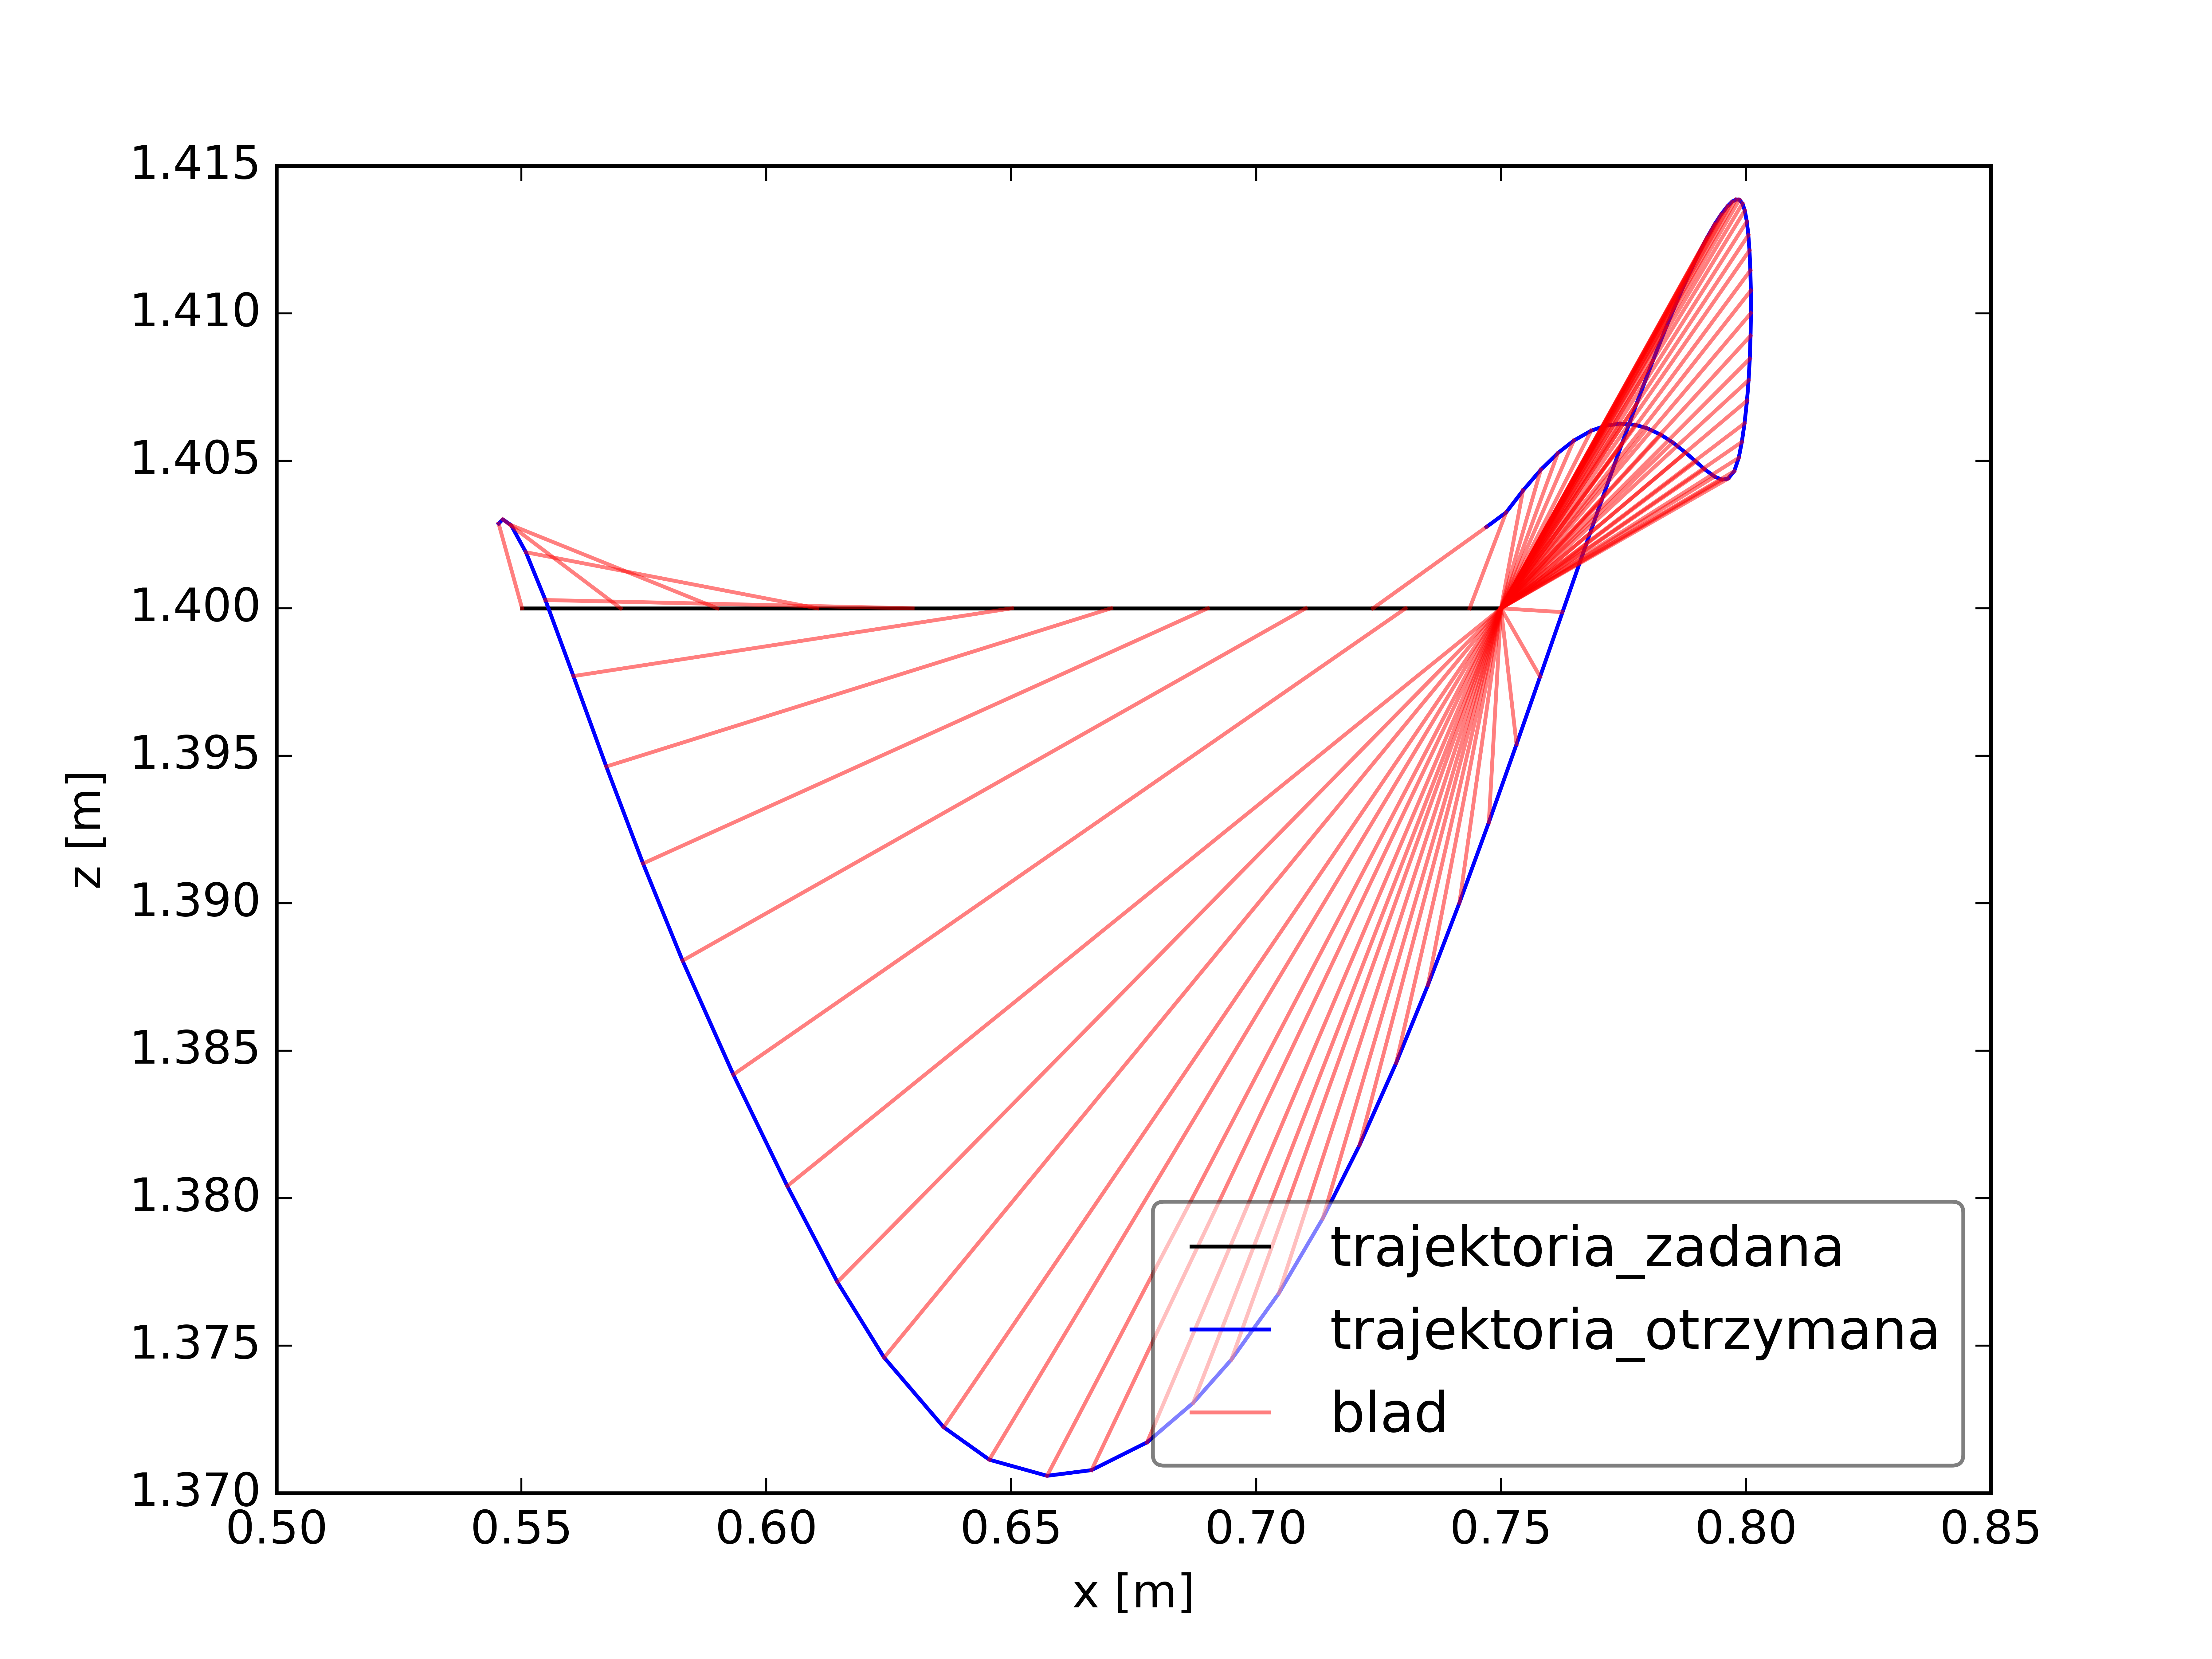 1.415
1.410
1.405
1.400
1.395
1.390
1.385
1.380
1.375
1.370
z [m]
0.50 0.55 0.60 0.65 0.70 0.75 0.80 0.85
x [m]
trajektoria_zadana
trajektoria_otrzymana
blad